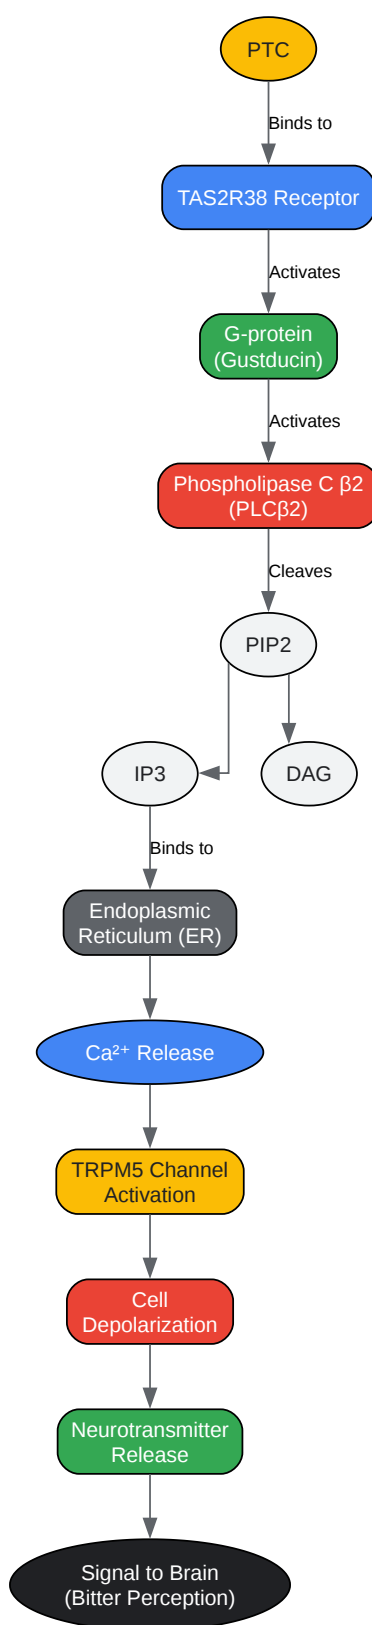 PTC
Binds to
TAS2R38 Receptor
Activates
G-protein
(Gustducin)
Activates
Phospholipase C β2
(PLCβ2)
Cleaves
PIP2
IP3
DAG
Binds to
Endoplasmic
Reticulum (ER)
Ca²⁺ Release
TRPM5 Channel
Activation
Cell
Depolarization
Neurotransmitter
Release
Signal to Brain
(Bitter Perception)